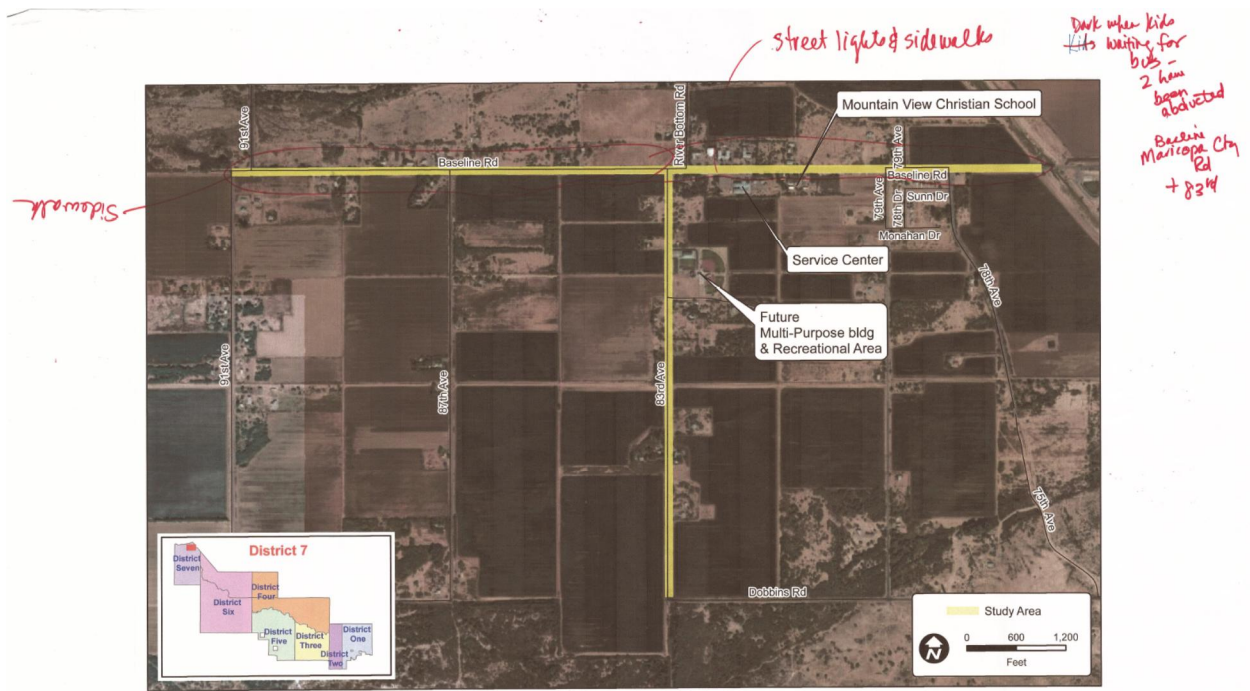 street lights & sidewalks
Dark when kids
Kids waiting for
bus -
2 have
been
abducted
Baseline
Maricopa Cty
Rd
+ 83rd
Sidewalk
91st Ave
Baseline Rd
River Bottom Rd
Mountain View Christian School
79th Ave
Baseline Rd
79th Ave
78th Dr
Sunn Dr
Monahan Dr
Service Center
78th Ave
Future
Multi-Purpose bldg
& Recreational Area
91st Ave
87th Ave
83rd Ave
75th Ave
Dobbins Rd
District 7
District
Seven
District
Six
District
Four
District
Five
District
Three
District
Two
District
One
Study Area
N
0 600 1,200
Feet